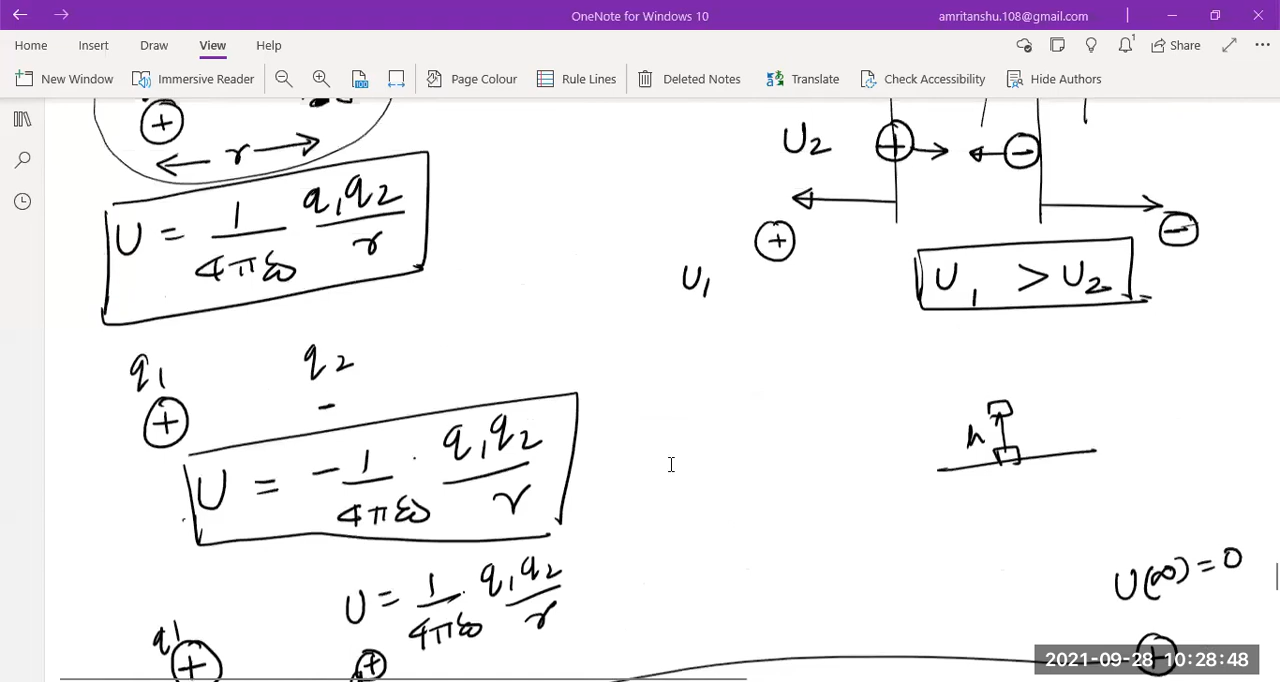 OneNote for Windows 10
amritanshu.108@gmail.com
Home Insert Draw View Help
Share
New Window Immersive Reader Page Colour Rule Lines Deleted Notes Translate Check Accessibility Hide Authors
+
r
U = 1/4πε₀ q₁q₂/r
U₂ + -
+ -
U₁
U₁ > U₂
q₁ q₂
+ -
U = -1/4πε₀ · q₁q₂/r
h
U = 1/4πε₀ · q₁q₂/r
U(∞) = 0
q₁
+ + +
2021-09-28 10:28:48